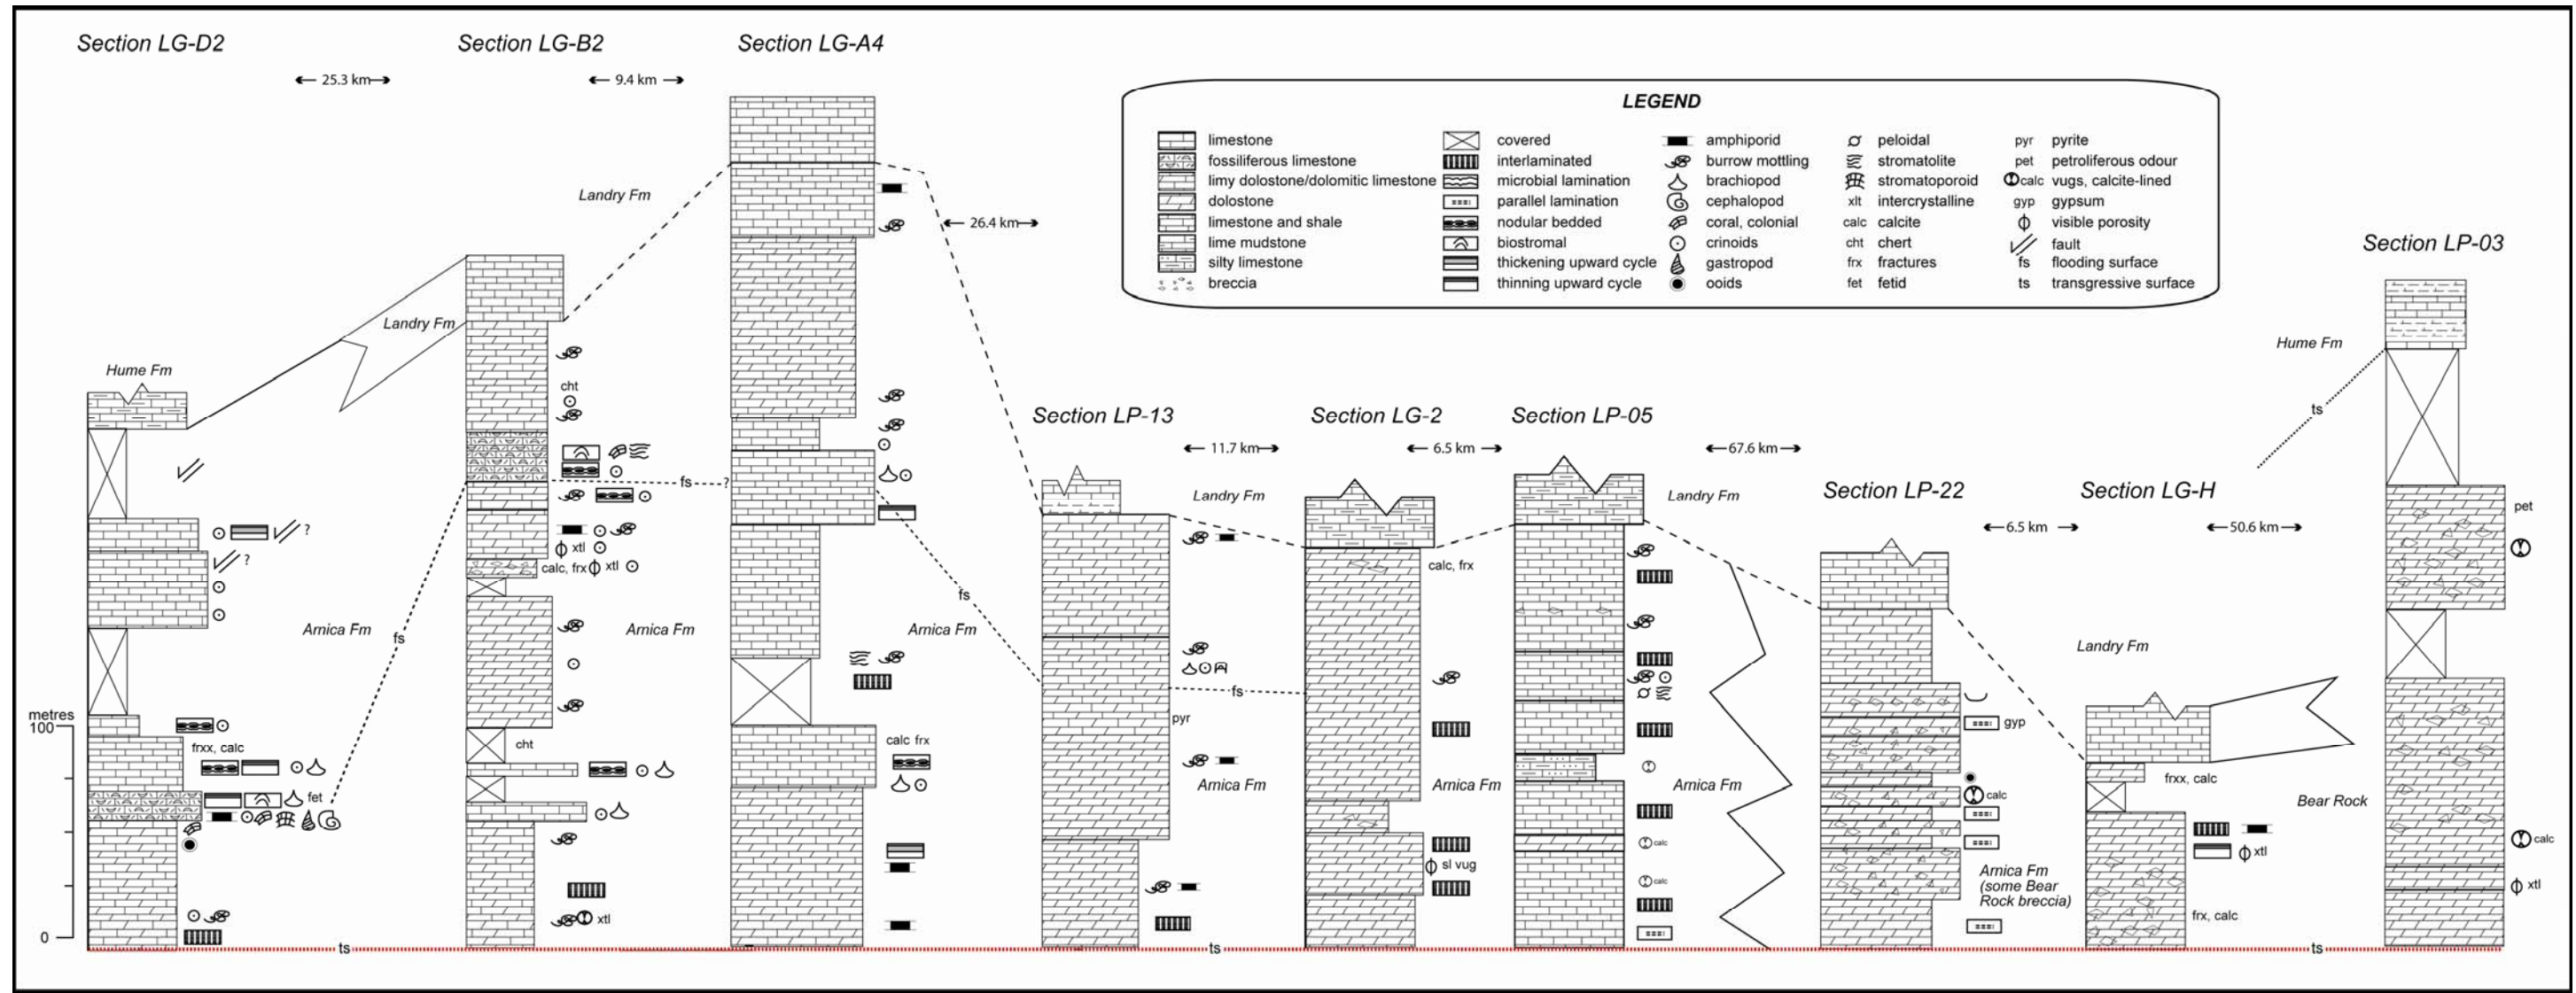 Section LG-D2
Section LG-B2
Section LG-A4
25.3 km
9.4 km
LEGEND
limestone
fossiliferous limestone
limy dolostone/dolomitic limestone
dolostone
limestone and shale
lime mudstone
silty limestone
breccia
covered
interlaminated
microbial lamination
parallel lamination
nodular bedded
biostromal
thickening upward cycle
thinning upward cycle
amphiporid
burrow mottling
brachiopod
cephalopod
coral, colonial
crinoids
gastropod
ooids
peloidal
stromatolite
stromatoporoid
xlt intercrystalline
calc calcite
cht chert
frx fractures
fet fetid
pyr pyrite
pet petroliferous odour
calc vugs, calcite-lined
gyp gypsum
visible porosity
fault
fs flooding surface
ts transgressive surface
Landry Fm
26.4 km
Section LP-03
Landry Fm
Hume Fm
Hume Fm
cht
ts
Section LP-13
Section LG-2
Section LP-05
11.7 km
6.5 km
67.6 km
fs
?
Section LP-22
Section LG-H
Landry Fm
Landry Fm
pet
6.5 km
50.6 km
?
?
xtl
calc, frx
xtl
calc, frx
fs
Arnica Fm
fs
Arnica Fm
Arnica Fm
Landry Fm
fs
metres
100
pyr
gyp
frxx, calc
cht
calc frx
Arnica Fm
Arnica Fm
Arnica Fm
frxx, calc
fet
calc
Bear Rock
calc
calc
sl vug
xtl
calc
Arnica Fm
(some Bear
Rock breccia)
xtl
xtl
frx, calc
0
ts
ts
ts